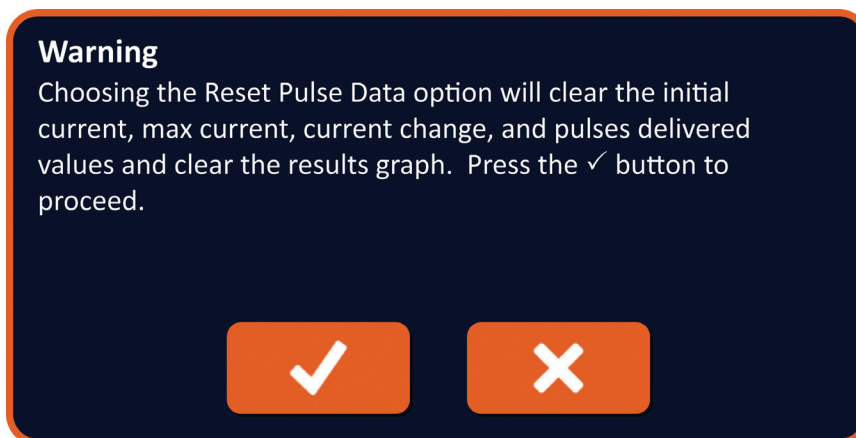 Warning
Choosing the Reset Pulse Data option will clear the initial
current, max current, current change, and pulses delivered
values and clear the results graph.  Press the ✓ button to
proceed.